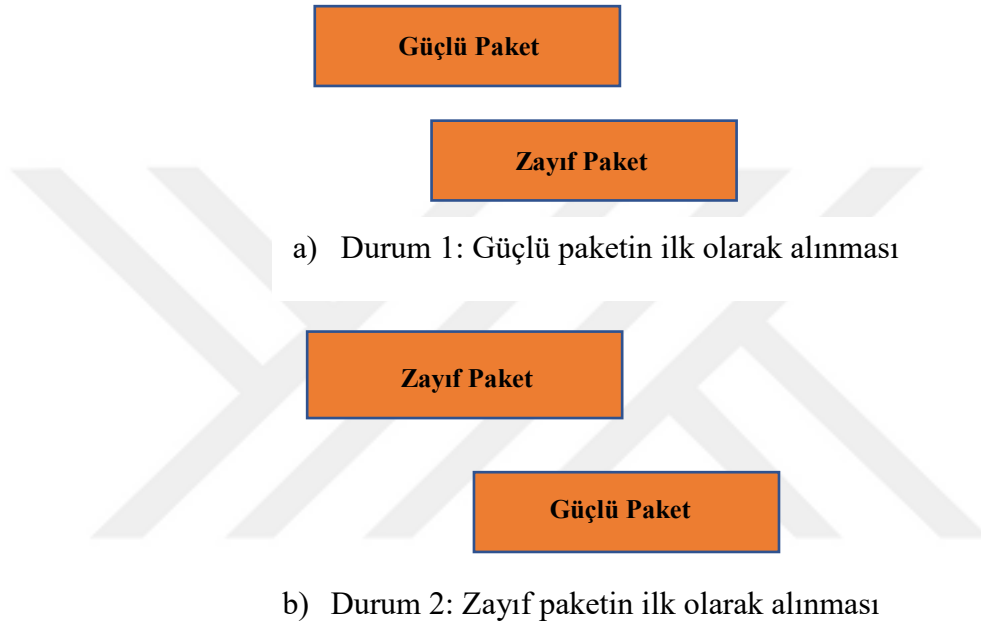 Güçlü Paket
Zayıf Paket
a) Durum 1: Güçlü paketin ilk olarak alınması
Zayıf Paket
Güçlü Paket
b) Durum 2: Zayıf paketin ilk olarak alınması